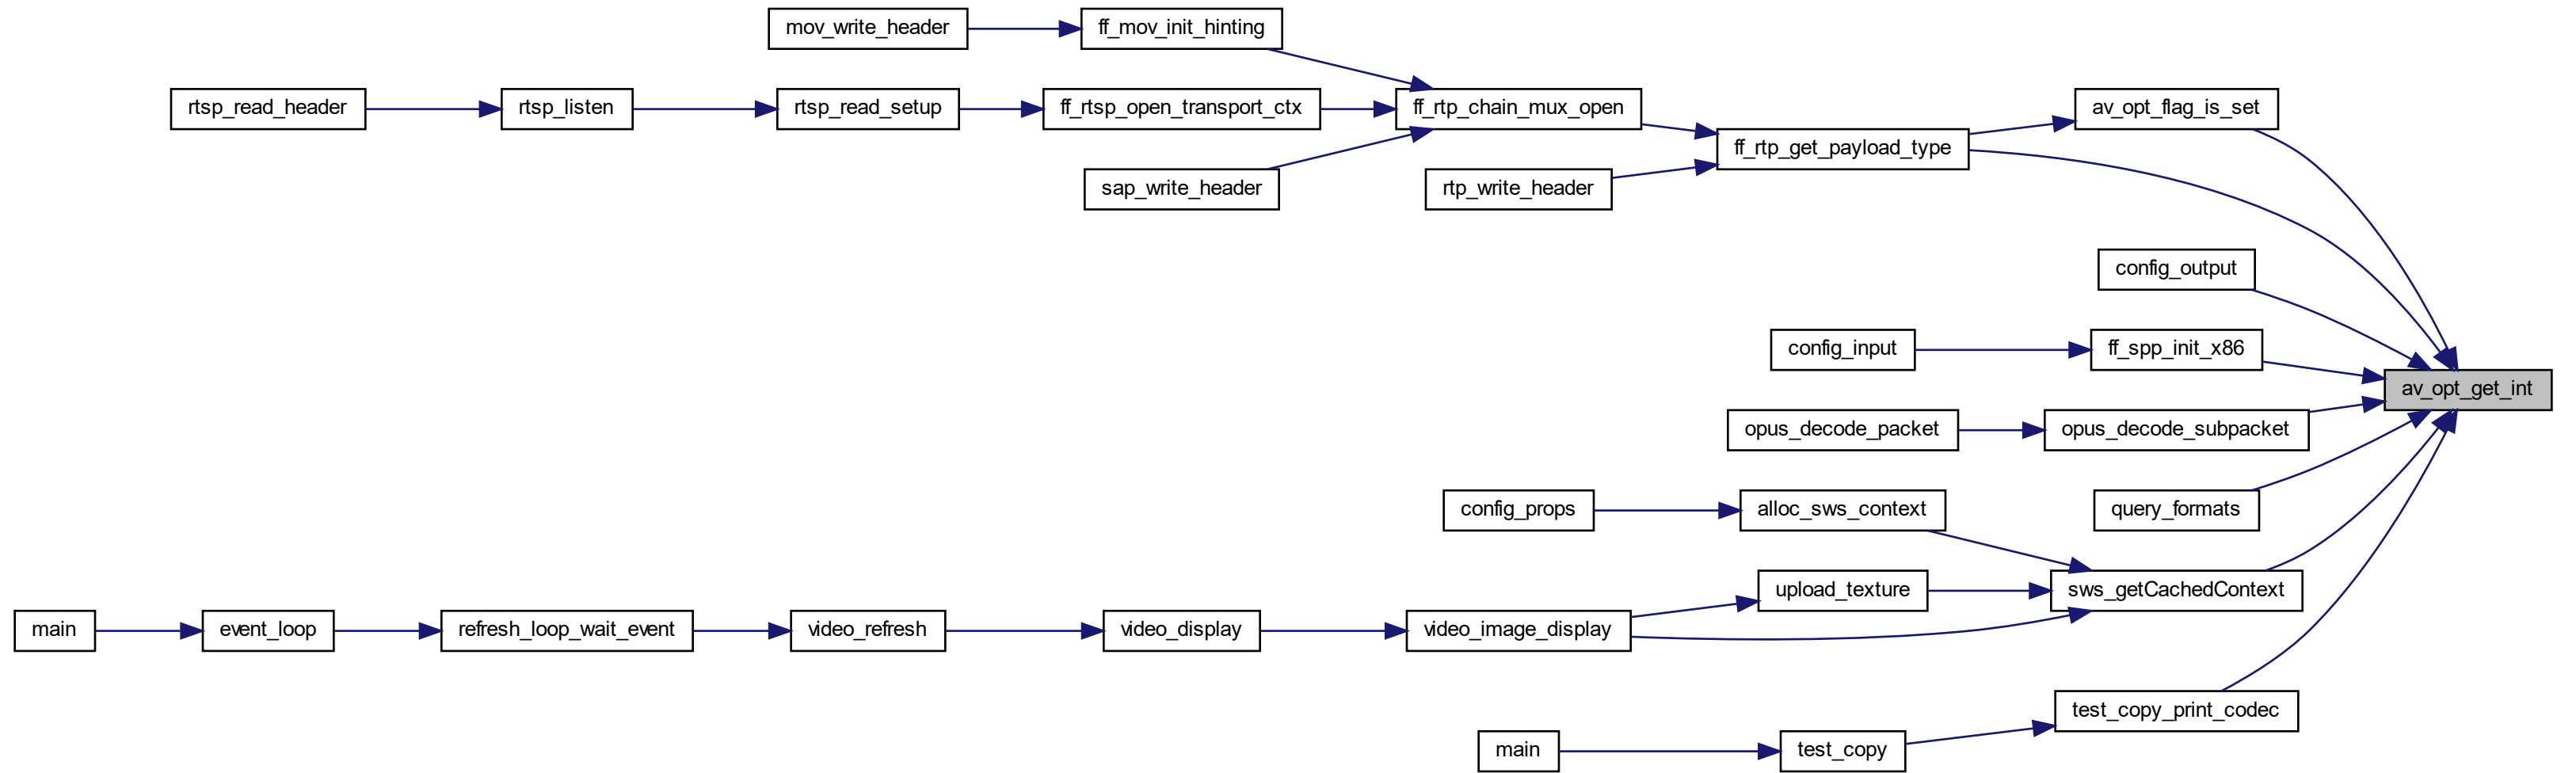 mov_write_header
ff_mov_init_hinting
rtsp_read_header
rtsp_listen
rtsp_read_setup
ff_rtsp_open_transport_ctx
ff_rtp_chain_mux_open
av_opt_flag_is_set
ff_rtp_get_payload_type
sap_write_header
rtp_write_header
config_output
config_input
ff_spp_init_x86
av_opt_get_int
opus_decode_packet
opus_decode_subpacket
config_props
alloc_sws_context
query_formats
upload_texture
sws_getCachedContext
main
event_loop
refresh_loop_wait_event
video_refresh
video_display
video_image_display
test_copy_print_codec
main
test_copy